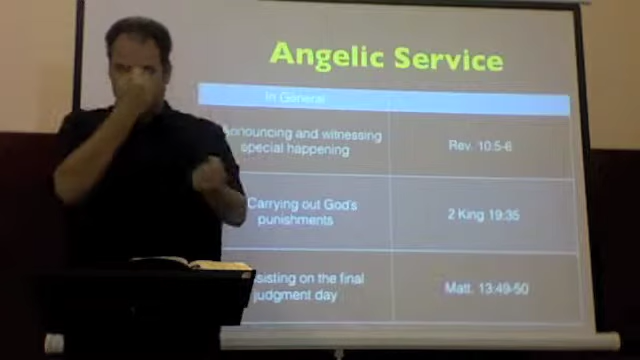 Angelic Service
In General
Announcing and witnessing
special happening
Rev. 10:5-6
Carrying out God's
punishments
2 King 19:35
sisting on the final
judgment day
Matt. 13:49-50